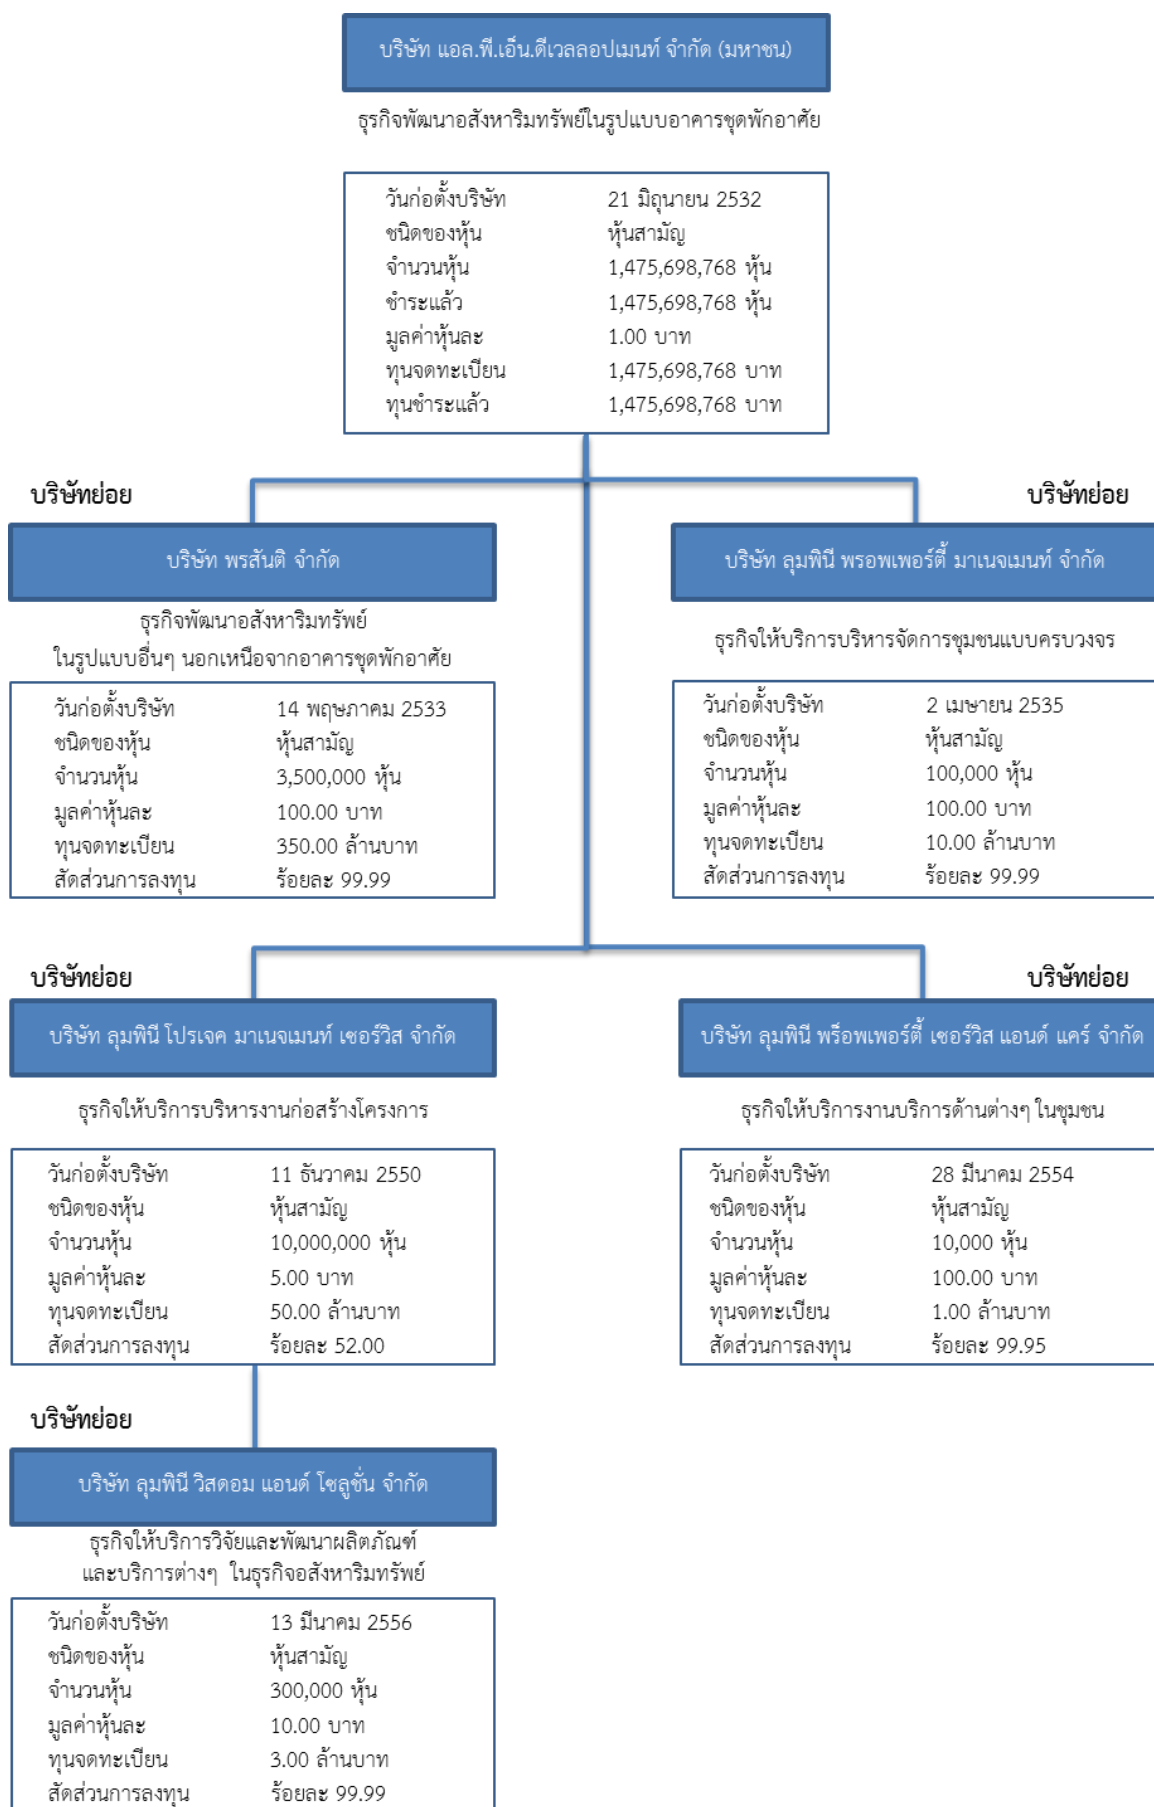 บริษัท แอล.พี.เอ็น.ดีเวลลอปเมนท์ จำกัด (มหาชน)
ธุรกิจพัฒนาอสังหาริมทรัพย์ในรูปแบบอาคารชุดพักอาศัย
วันก่อตั้งบริษัท 21 มิถุนายน 2532
ชนิดของหุ้น หุ้นสามัญ
จำนวนหุ้น 1,475,698,768 หุ้น
ชำระแล้ว 1,475,698,768 หุ้น
มูลค่าหุ้นละ 1.00 บาท
ทุนจดทะเบียน 1,475,698,768 บาท
ทุนชำระแล้ว 1,475,698,768 บาท
บริษัทย่อย
บริษัท พรสันติ จำกัด
ธุรกิจพัฒนาอสังหาริมทรัพย์
ในรูปแบบอื่นๆ นอกเหนือจากอาคารชุดพักอาศัย
วันก่อตั้งบริษัท 14 พฤษภาคม 2533
ชนิดของหุ้น หุ้นสามัญ
จำนวนหุ้น 3,500,000 หุ้น
มูลค่าหุ้นละ 100.00 บาท
ทุนจดทะเบียน 350.00 ล้านบาท
สัดส่วนการลงทุน ร้อยละ 99.99
บริษัทย่อย
บริษัท ลุมพินี พรอพเพอร์ตี้ มาเนจเมนท์ จำกัด
ธุรกิจให้บริการบริหารจัดการชุมชนแบบครบวงจร
วันก่อตั้งบริษัท 2 เมษายน 2535
ชนิดของหุ้น หุ้นสามัญ
จำนวนหุ้น 100,000 หุ้น
มูลค่าหุ้นละ 100.00 บาท
ทุนจดทะเบียน 10.00 ล้านบาท
สัดส่วนการลงทุน ร้อยละ 99.99
บริษัทย่อย
บริษัท ลุมพินี โปรเจค มาเนจเมนท์ เซอร์วิส จำกัด
ธุรกิจให้บริการบริหารงานก่อสร้างโครงการ
วันก่อตั้งบริษัท 11 ธันวาคม 2550
ชนิดของหุ้น หุ้นสามัญ
จำนวนหุ้น 10,000,000 หุ้น
มูลค่าหุ้นละ 5.00 บาท
ทุนจดทะเบียน 50.00 ล้านบาท
สัดส่วนการลงทุน ร้อยละ 52.00
บริษัทย่อย
บริษัท ลุมพินี พร็อพเพอร์ตี้ เซอร์วิส แอนด์ แคร์ จำกัด
ธุรกิจให้บริการงานบริการด้านต่างๆ ในชุมชน
วันก่อตั้งบริษัท 28 มีนาคม 2554
ชนิดของหุ้น หุ้นสามัญ
จำนวนหุ้น 10,000 หุ้น
มูลค่าหุ้นละ 100.00 บาท
ทุนจดทะเบียน 1.00 ล้านบาท
สัดส่วนการลงทุน ร้อยละ 99.95
บริษัทย่อย
บริษัท ลุมพินี วิสดอม แอนด์ โซลูชั่น จำกัด
ธุรกิจให้บริการวิจัยและพัฒนาผลิตภัณฑ์
และบริการต่างๆ ในธุรกิจอสังหาริมทรัพย์
วันก่อตั้งบริษัท 13 มีนาคม 2556
ชนิดของหุ้น หุ้นสามัญ
จำนวนหุ้น 300,000 หุ้น
มูลค่าหุ้นละ 10.00 บาท
ทุนจดทะเบียน 3.00 ล้านบาท
สัดส่วนการลงทุน ร้อยละ 99.99